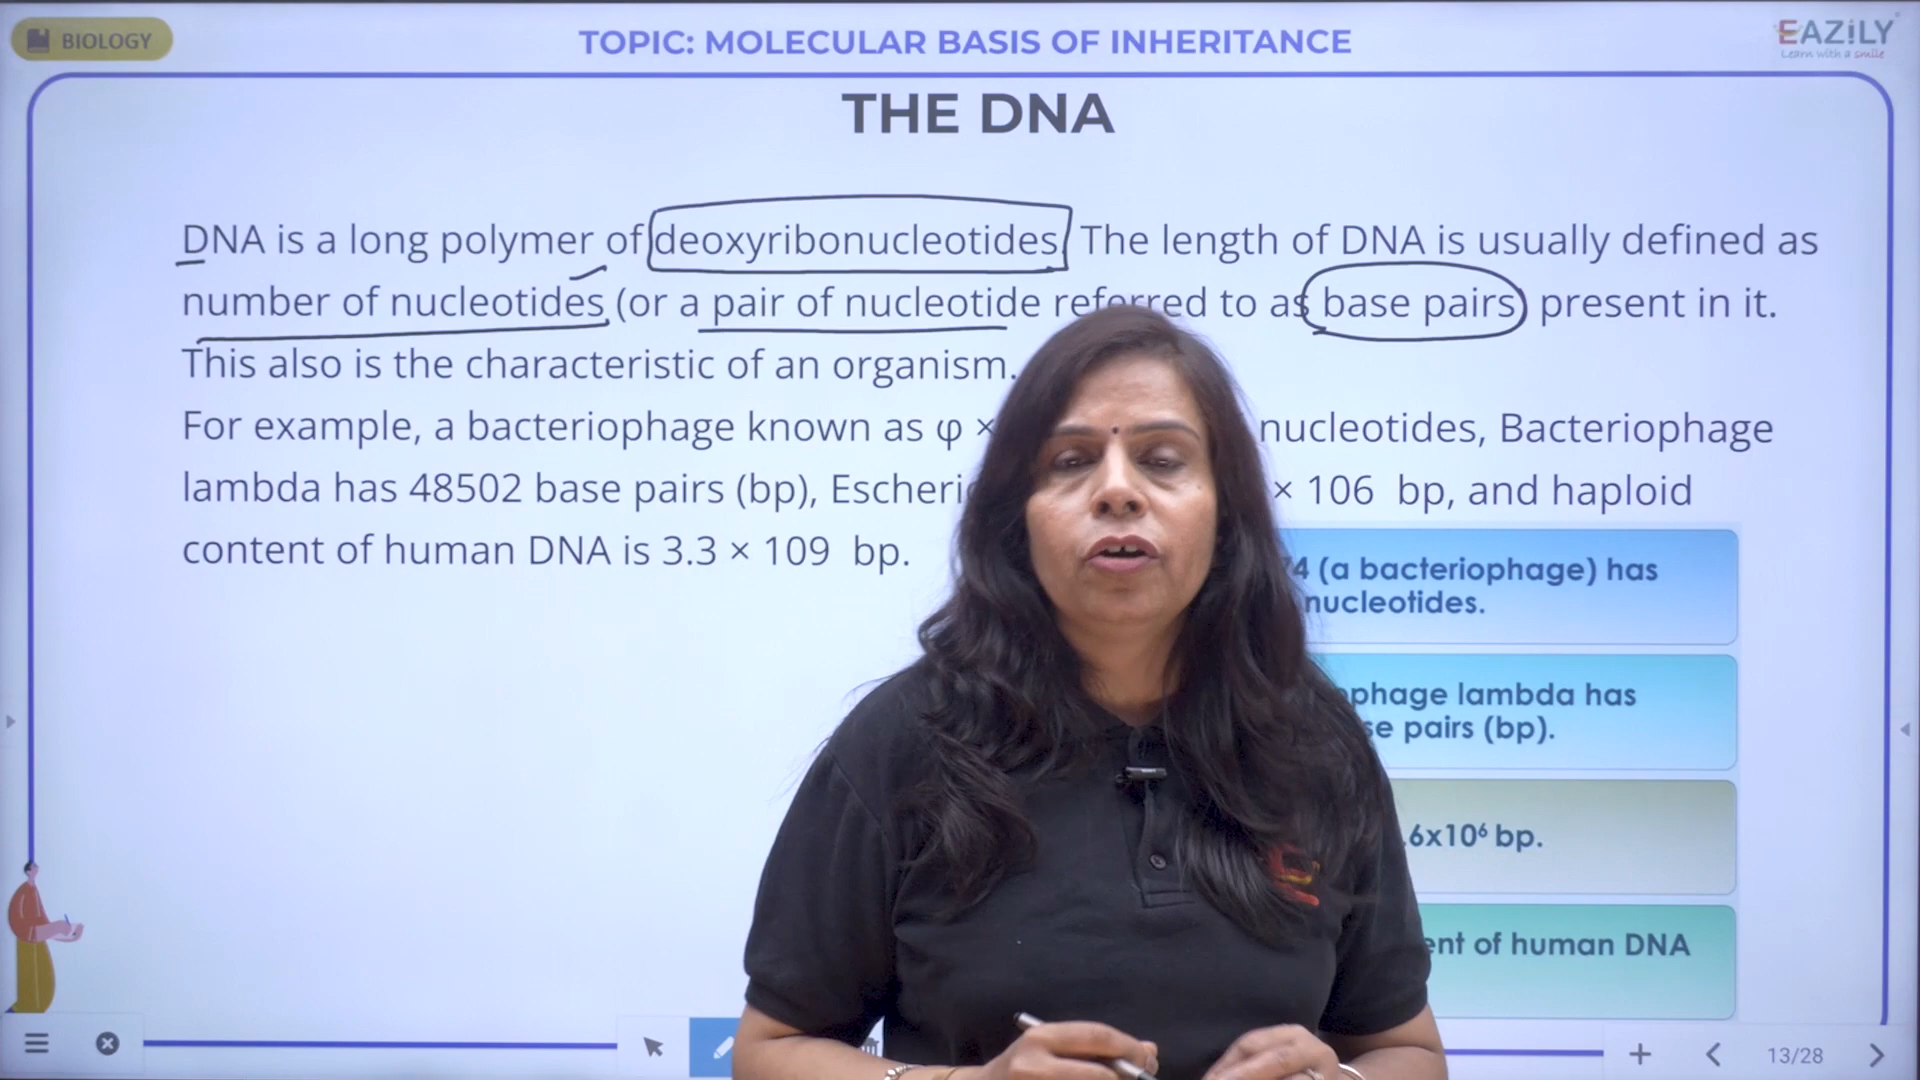 BIOLOGY
TOPIC: MOLECULAR BASIS OF INHERITANCE
EAZiLY
Learn with a smile
THE DNA
DNA is a long polymer of deoxyribonucleotides. The length of DNA is usually defined as
number of nucleotides (or a pair of nucleotide referred to as base pairs) present in it.
This also is the characteristic of an organism.
For example, a bacteriophage known as φ × nucleotides, Bacteriophage
lambda has 48502 base pairs (bp), × 106 bp, and haploid
content of human DNA is 3.3 × 109 bp.
4 (a bacteriophage) has
nucleotides.
phage lambda has
pairs (bp).
.6x10⁶ bp.
of human DNA
13/28